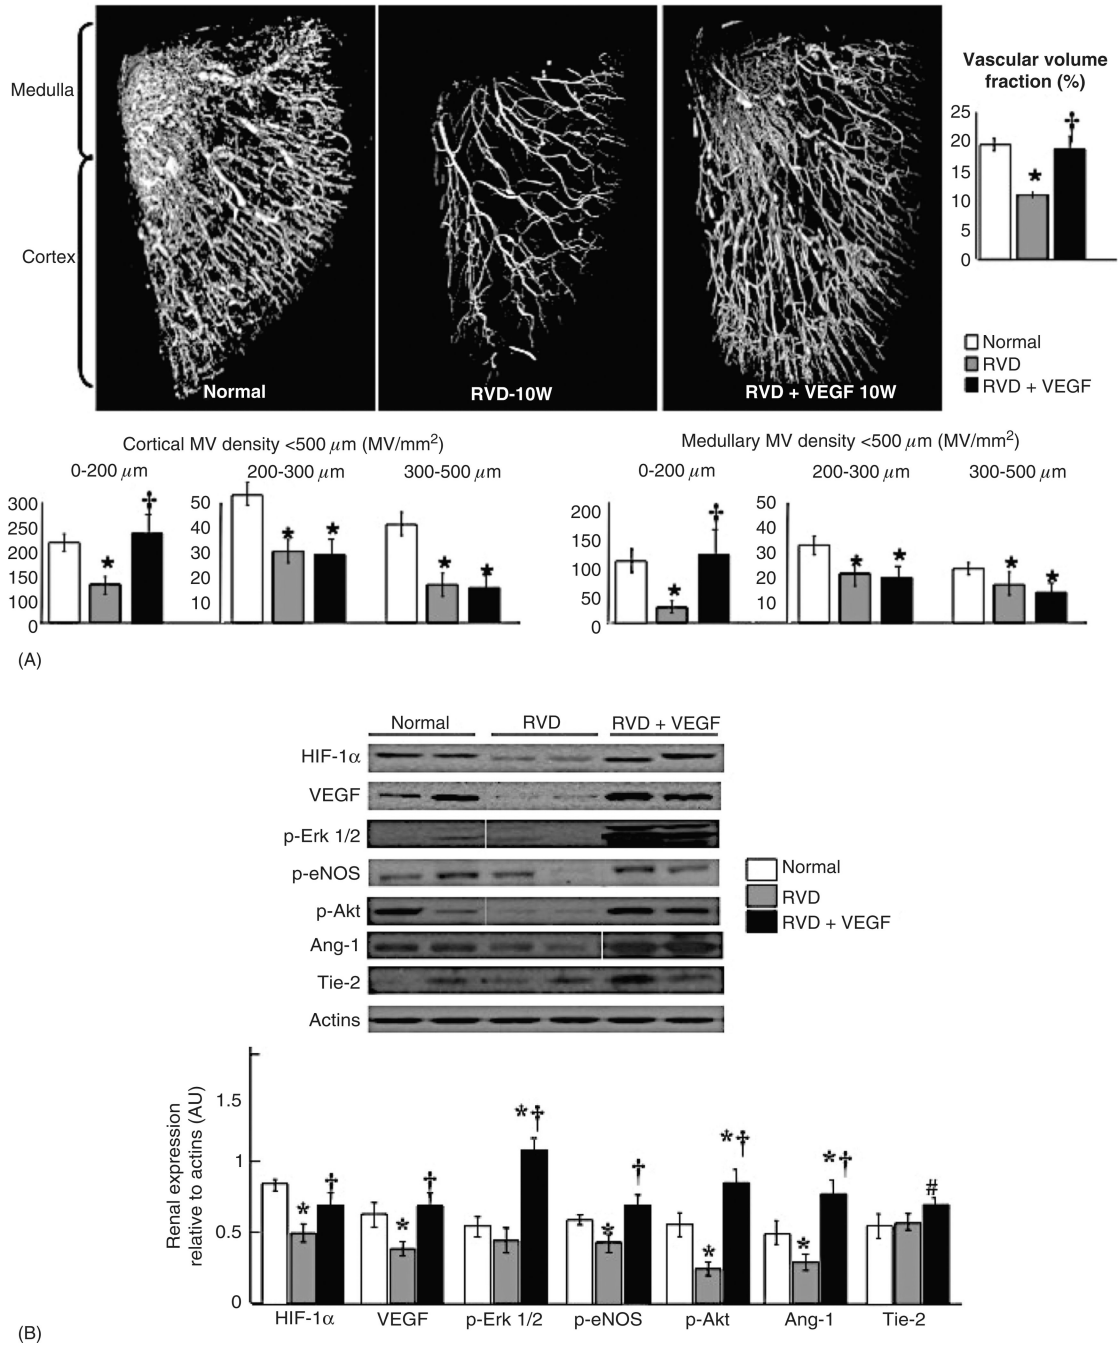 Medulla
Cortex
Normal
RVD-10W
RVD + VEGF 10W
Vascular volume
fraction (%)
25
20
15
10
5
0
‡
*
Normal
RVD
RVD + VEGF
Cortical MV density <500 μm (MV/mm²)
0-200 μm
200-300 μm
300-500 μm
300
250
200
150
100
0
*
‡
50
40
30
20
10
*
*
*
*
Medullary MV density <500 μm (MV/mm²)
0-200 μm
200-300 μm
300-500 μm
200
150
100
50
0
*
‡
50
40
30
20
10
*
*
*
*
(A)
Normal
RVD
RVD + VEGF
HIF-1α
VEGF
p-Erk 1/2
p-eNOS
p-Akt
Ang-1
Tie-2
Actins
Normal
RVD
RVD + VEGF
Renal expression
relative to actins (AU)
1.5
1
0.5
0
*
†
*
†
*†
*
†
*
*†
*
*†
#
HIF-1α
VEGF
p-Erk 1/2
p-eNOS
p-Akt
Ang-1
Tie-2
(B)